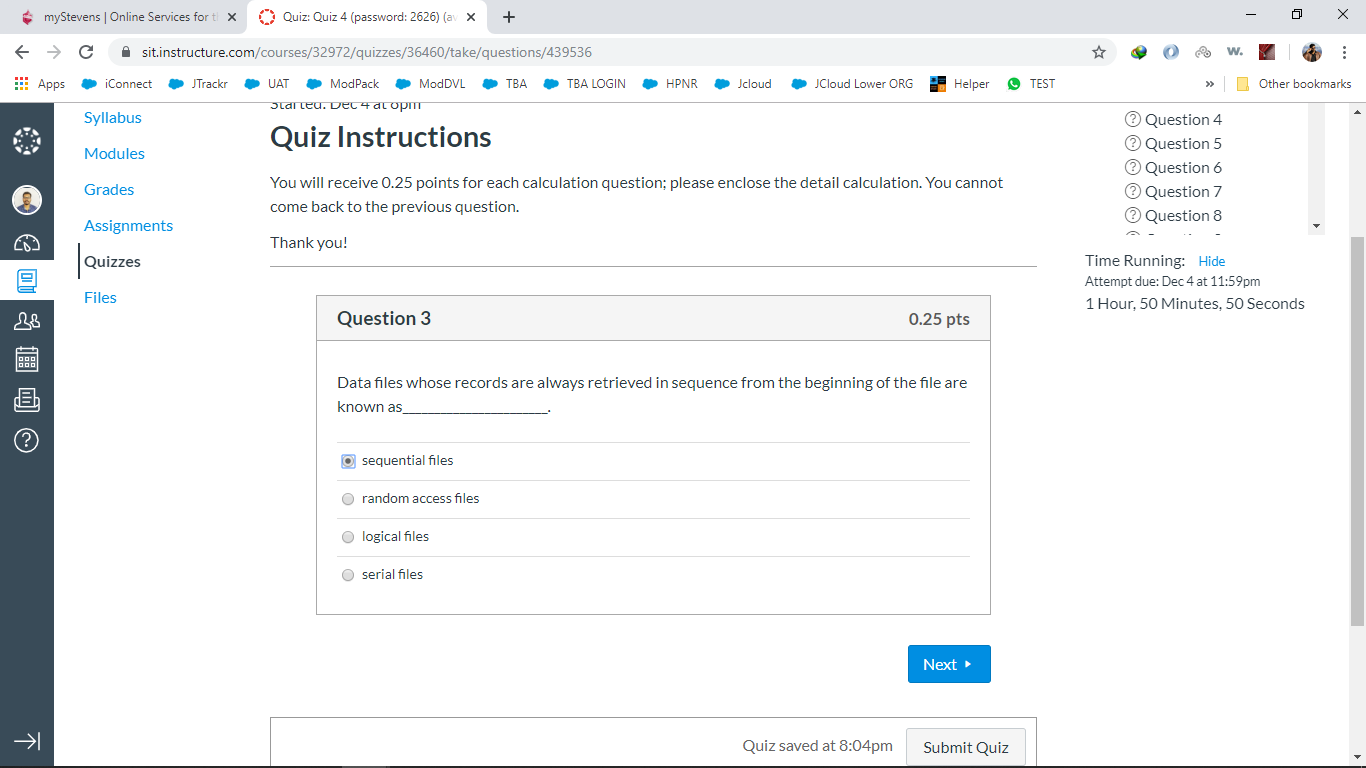 myStevens | Online Services for t
Quiz: Quiz 4 (password: 2626) (av
sit.instructure.com/courses/32972/quizzes/36460/take/questions/439536
Apps iConnect JTrackr UAT ModPack ModDVL TBA TBA LOGIN HPNR Jcloud JCloud Lower ORG Helper TEST » Other bookmarks
Syllabus
Modules
Grades
Assignments
Quizzes
Files
Started: Dec 4 at 6pm
Quiz Instructions
You will receive 0.25 points for each calculation question; please enclose the detail calculation. You cannot
come back to the previous question.
Thank you!
Question 3 0.25 pts
Data files whose records are always retrieved in sequence from the beginning of the file are
known as______________________.
sequential files
random access files
logical files
serial files
Next
Quiz saved at 8:04pm Submit Quiz
Question 4
Question 5
Question 6
Question 7
Question 8
Time Running: Hide
Attempt due: Dec 4 at 11:59pm
1 Hour, 50 Minutes, 50 Seconds